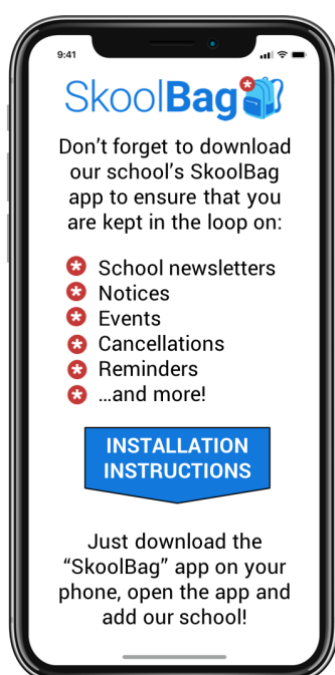 9:41
SkoolBag
Don’t forget to download
our school’s SkoolBag
app to ensure that you
are kept in the loop on:
School newsletters
Notices
Events
Cancellations
Reminders
...and more!
INSTALLATION
INSTRUCTIONS
Just download the
“SkoolBag” app on your
phone, open the app and
add our school!